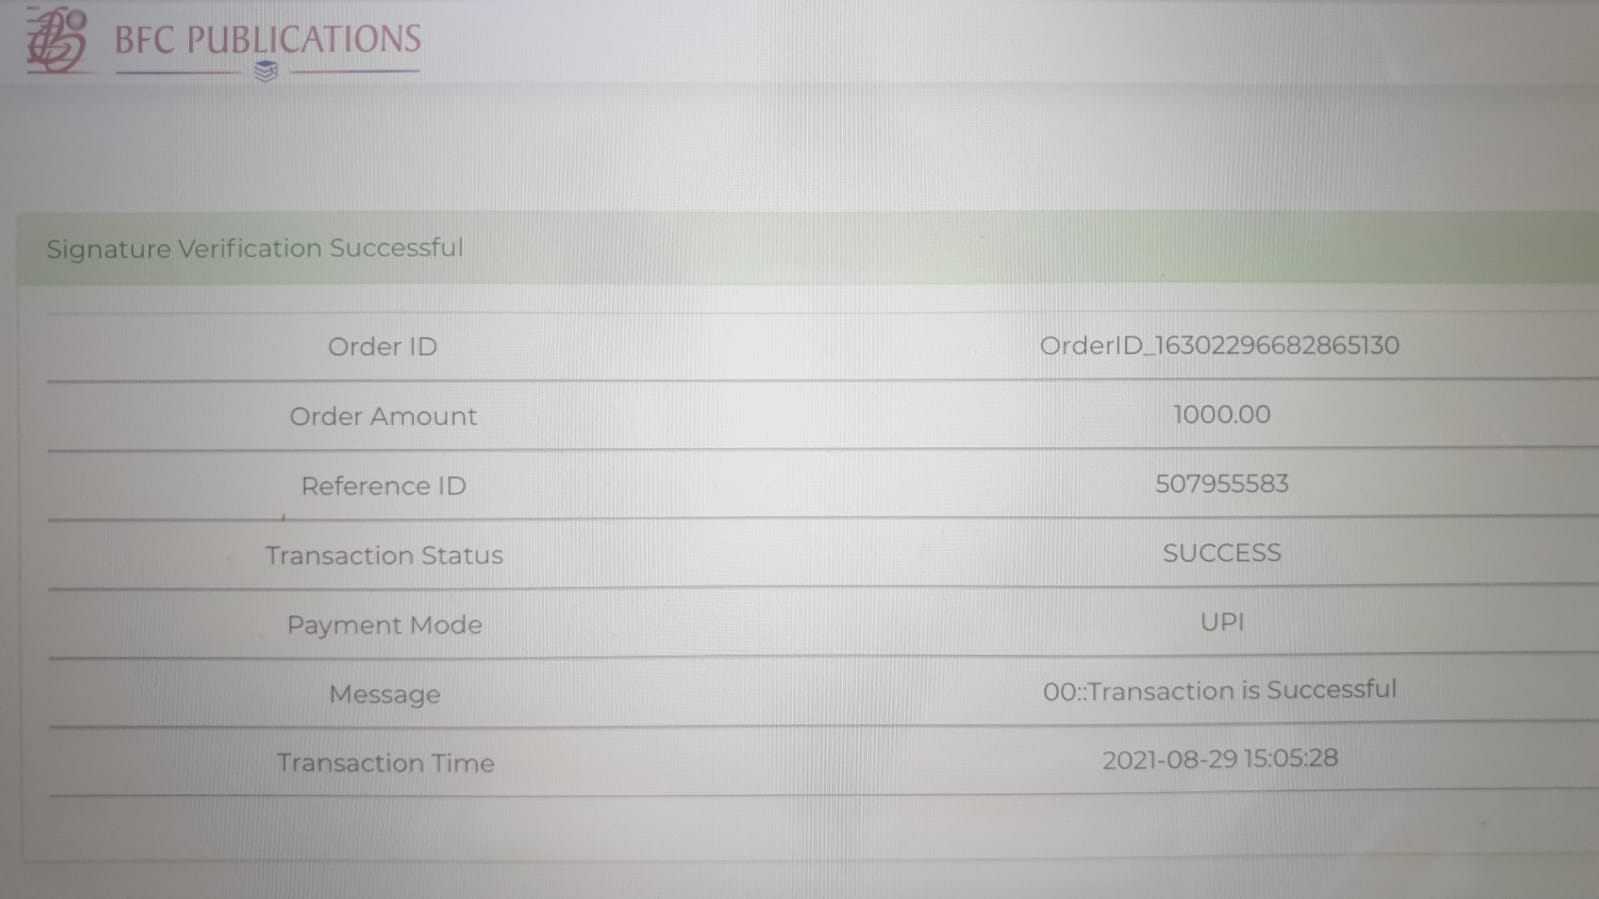 BFC PUBLICATIONS
Signature Verification Successful
Order ID OrderID_16302296682865130
Order Amount 1000.00
Reference ID 507955583
Transaction Status SUCCESS
Payment Mode UPI
Message 00::Transaction is Successful
Transaction Time 2021-08-29 15:05:28